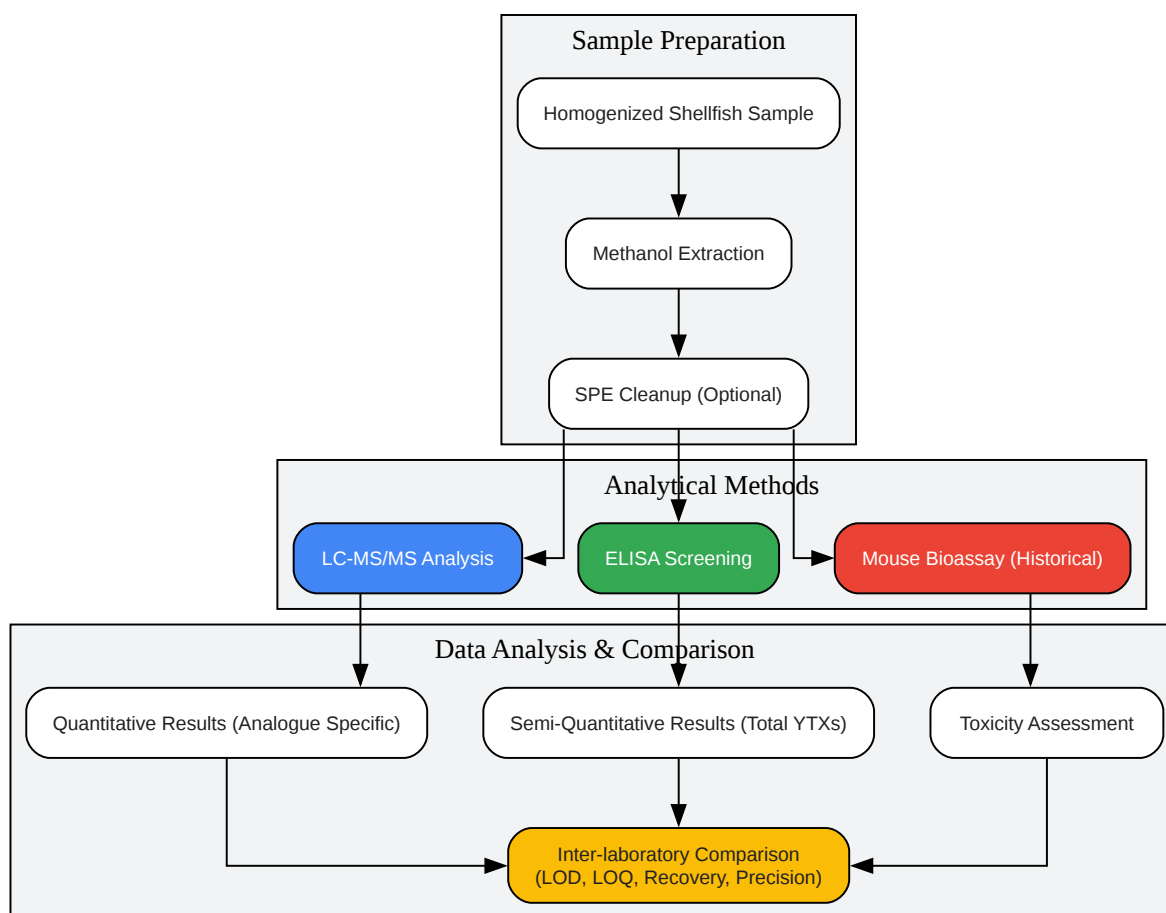 Sample Preparation
Homogenized Shellfish Sample
Methanol Extraction
SPE Cleanup (Optional)
Analytical Methods
LC-MS/MS Analysis
ELISA Screening
Mouse Bioassay (Historical)
Data Analysis & Comparison
Quantitative Results (Analogue Specific)
Semi-Quantitative Results (Total YTXs)
Toxicity Assessment
Inter-laboratory Comparison
(LOD, LOQ, Recovery, Precision)